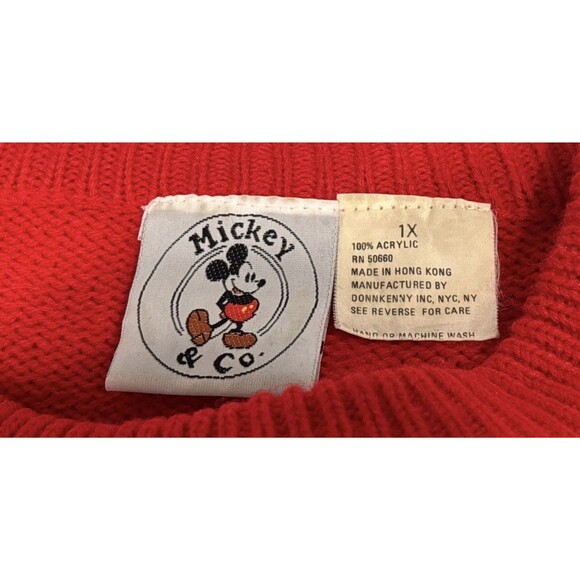 Mickey
& Co.
1X
100% ACRYLIC
RN 50660
MADE IN HONG KONG
MANUFACTURED BY
DONNKENNY INC, NYC, NY
SEE REVERSE FOR CARE
HAND OR MACHINE WASH